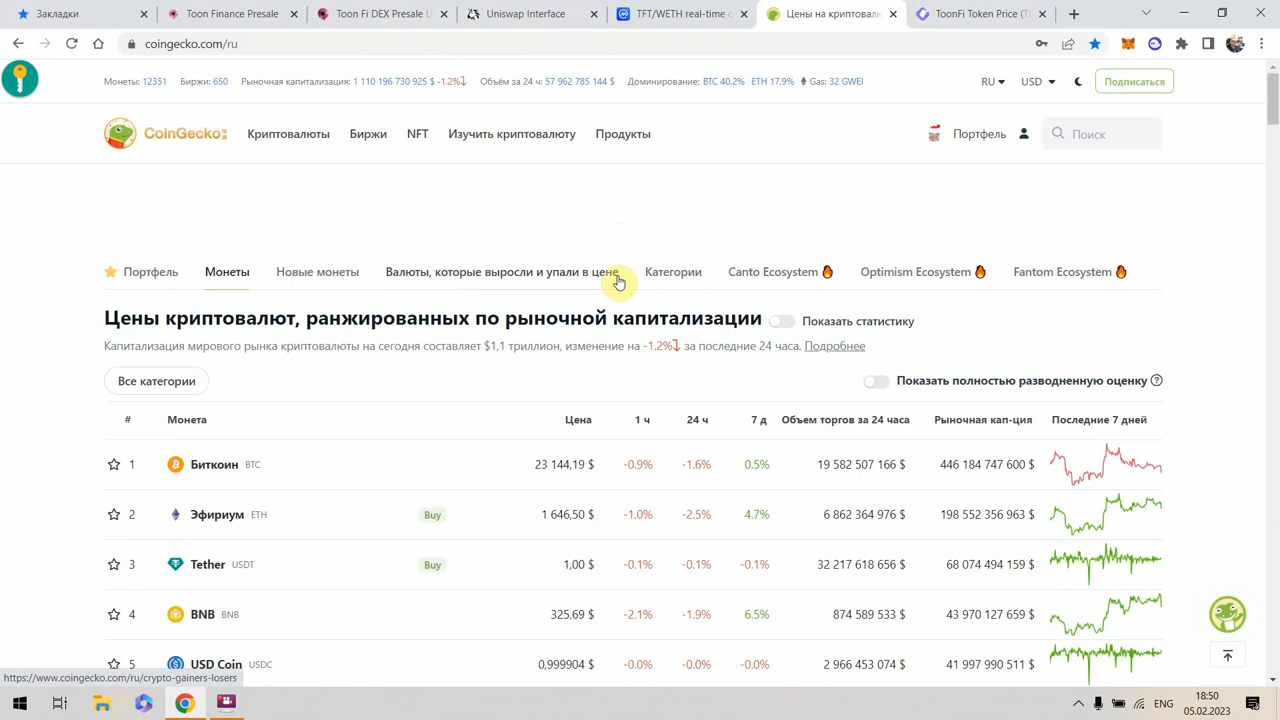 Закладки
Toon Finance Presale
Toon Fi DEX Presale L
Uniswap Interface
TFT/WETH real-time c
Цены на криптовалю
ToonFi Token Price (T
coingecko.com/ru
Монеты: 12351 Биржи: 650 Рыночная капитализация: 1 110 196 730 925 $ -1.2% Объём за 24 ч: 57 962 785 144 $ Доминирование: BTC 40.2% ETH 17,9% Gas: 32 GWEI RU USD Подписаться
CoinGecko Криптовалюты Биржи NFT Изучить криптовалюту Продукты Портфель Поиск
Портфель Монеты Новые монеты Валюты, которые выросли и упали в цене Категории Canto Ecosystem Optimism Ecosystem Fantom Ecosystem
Цены криптовалют, ранжированных по рыночной капитализации Показать статистику
Капитализация мирового рынка криптовалюты на сегодня составляет $1,1 триллион, изменение на -1.2% за последние 24 часа. Подробнее
Все категории Показать полностью разводненную оценку ?
# Монета Цена 1 ч 24 ч 7 д Объем торгов за 24 часа Рыночная кап-ция Последние 7 дней
1 Биткоин BTC 23 144,19 $ -0.9% -1.6% 0.5% 19 582 507 166 $ 446 184 747 600 $
2 Эфириум ETH Buy 1 646,50 $ -1.0% -2.5% 4.7% 6 862 364 976 $ 198 552 356 963 $
3 Tether USDT Buy 1,00 $ -0.1% -0.1% -0.1% 32 217 618 656 $ 68 074 494 159 $
4 BNB BNB 325,69 $ -2.1% -1.9% 6.5% 874 589 533 $ 43 970 127 659 $
5 USD Coin USDC 0,999904 $ -0.0% -0.0% -0.0% 2 966 453 074 $ 41 997 990 511 $
https://www.coingecko.com/ru/crypto-gainers-losers
ENG 18:50
05.02.2023